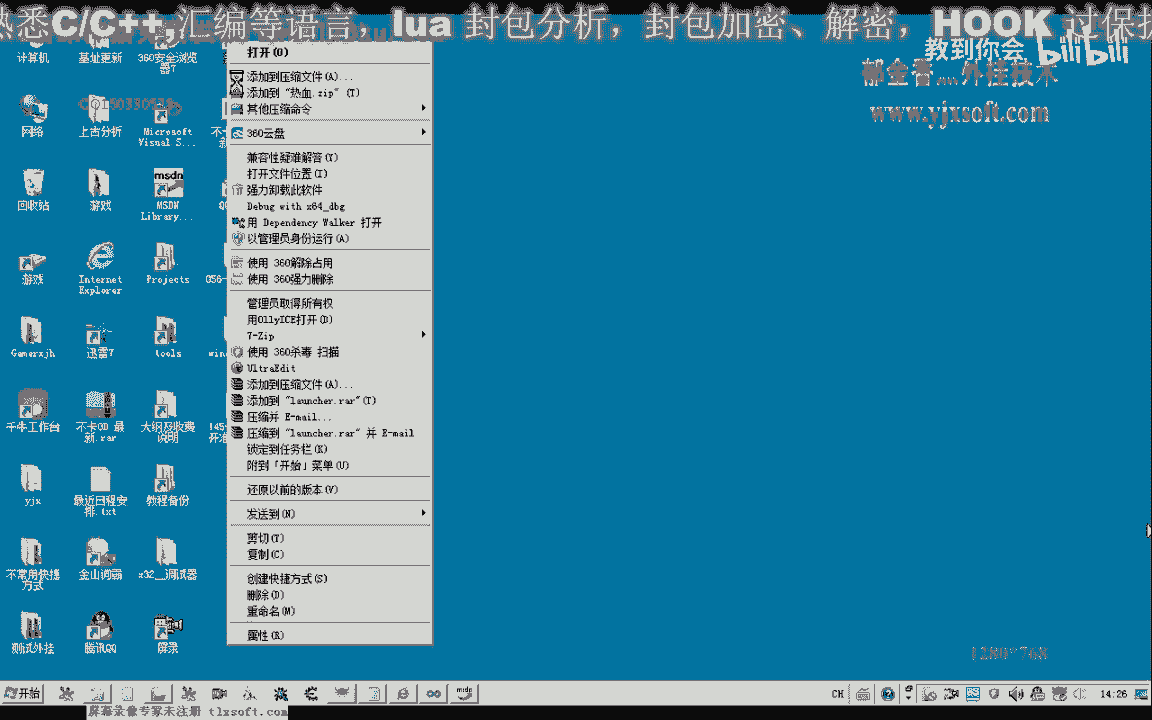 熟悉C/C++,汇编等语言，lua 封包分析，封包加密、解密，HOOK 过保护
教到你会 bilibili
郁金香...外挂技术
www.yjxsoft.com
计算机
基址更新
360安全浏览器7
网络
上古分析
Microsoft Visual S...
回收站
游戏
MSDN Library...
游戏
Internet Explorer
Projects
Gamerxjh
迅雷7
tools
千牛工作台
不卡QD 最新.rar
大纲及收费说明
yjx
最近日程安排.txt
教程备份
不常用快捷方式
金山词霸
x32__调试器
测试外挂
腾讯QQ
屏录
打开(O)
添加到压缩文件(A)...
添加到 "热血.zip" (T)
其他压缩命令
360云盘
兼容性疑难解答(Y)
打开文件位置(I)
强力卸载此软件
Debug with x64_dbg
用 Dependency Walker 打开
以管理员身份运行(A)
使用 360解除占用
使用 360强力删除
管理员取得所有权
用OllyICE打开(D)
7-Zip
使用 360杀毒 扫描
UltraEdit
添加到压缩文件(A)...
添加到 "launcher.rar"(T)
压缩并 E-mail...
压缩到 "launcher.rar" 并 E-mail
锁定到任务栏(K)
附到「开始」菜单(U)
还原以前的版本(V)
发送到(N)
剪切(T)
复制(C)
创建快捷方式(S)
删除(D)
重命名(M)
属性(R)
1280*768
开始
CH
14:26
屏幕录像专家未注册 tlxsoft.com